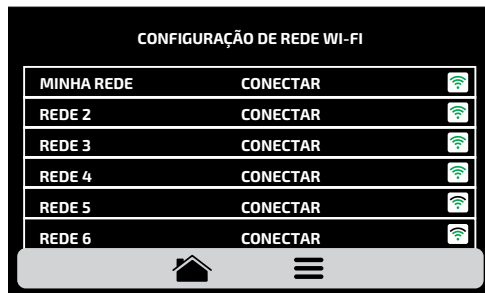 CONFIGURAÇÃO DE REDE WI-FI
MINHA REDE CONECTAR
REDE 2 CONECTAR
REDE 3 CONECTAR
REDE 4 CONECTAR
REDE 5 CONECTAR
REDE 6 CONECTAR